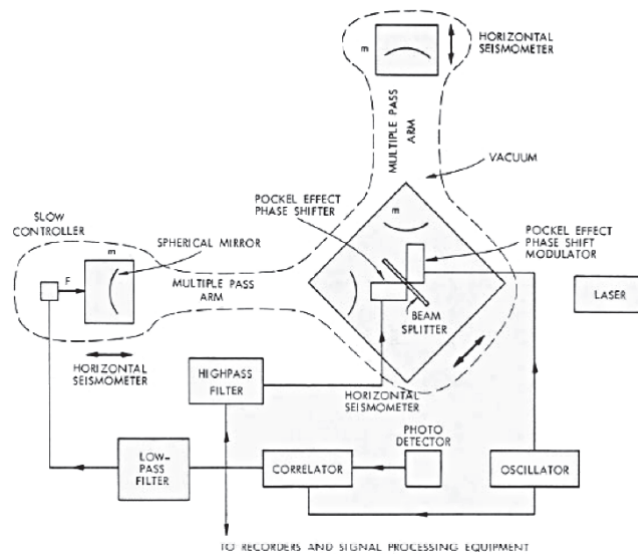 m
HORIZONTAL
SEISMOMETER
MULTIPLE PASS
ARM
VACUUM
POCKEL EFFECT
PHASE SHIFTER
SLOW
CONTROLLER
m
SPHERICAL MIRROR
m
POCKEL EFFECT
PHASE SHIFT
MODULATOR
F
MULTIPLE PASS
ARM
LASER
BEAM
SPLITTER
HORIZONTAL
SEISMOMETER
HIGHPASS
FILTER
HORIZONTAL
SEISMOMETER
PHOTO
DETECTOR
LOW-
PASS
FILTER
CORRELATOR
OSCILLATOR
TO RECORDERS AND SIGNAL PROCESSING EQUIPMENT